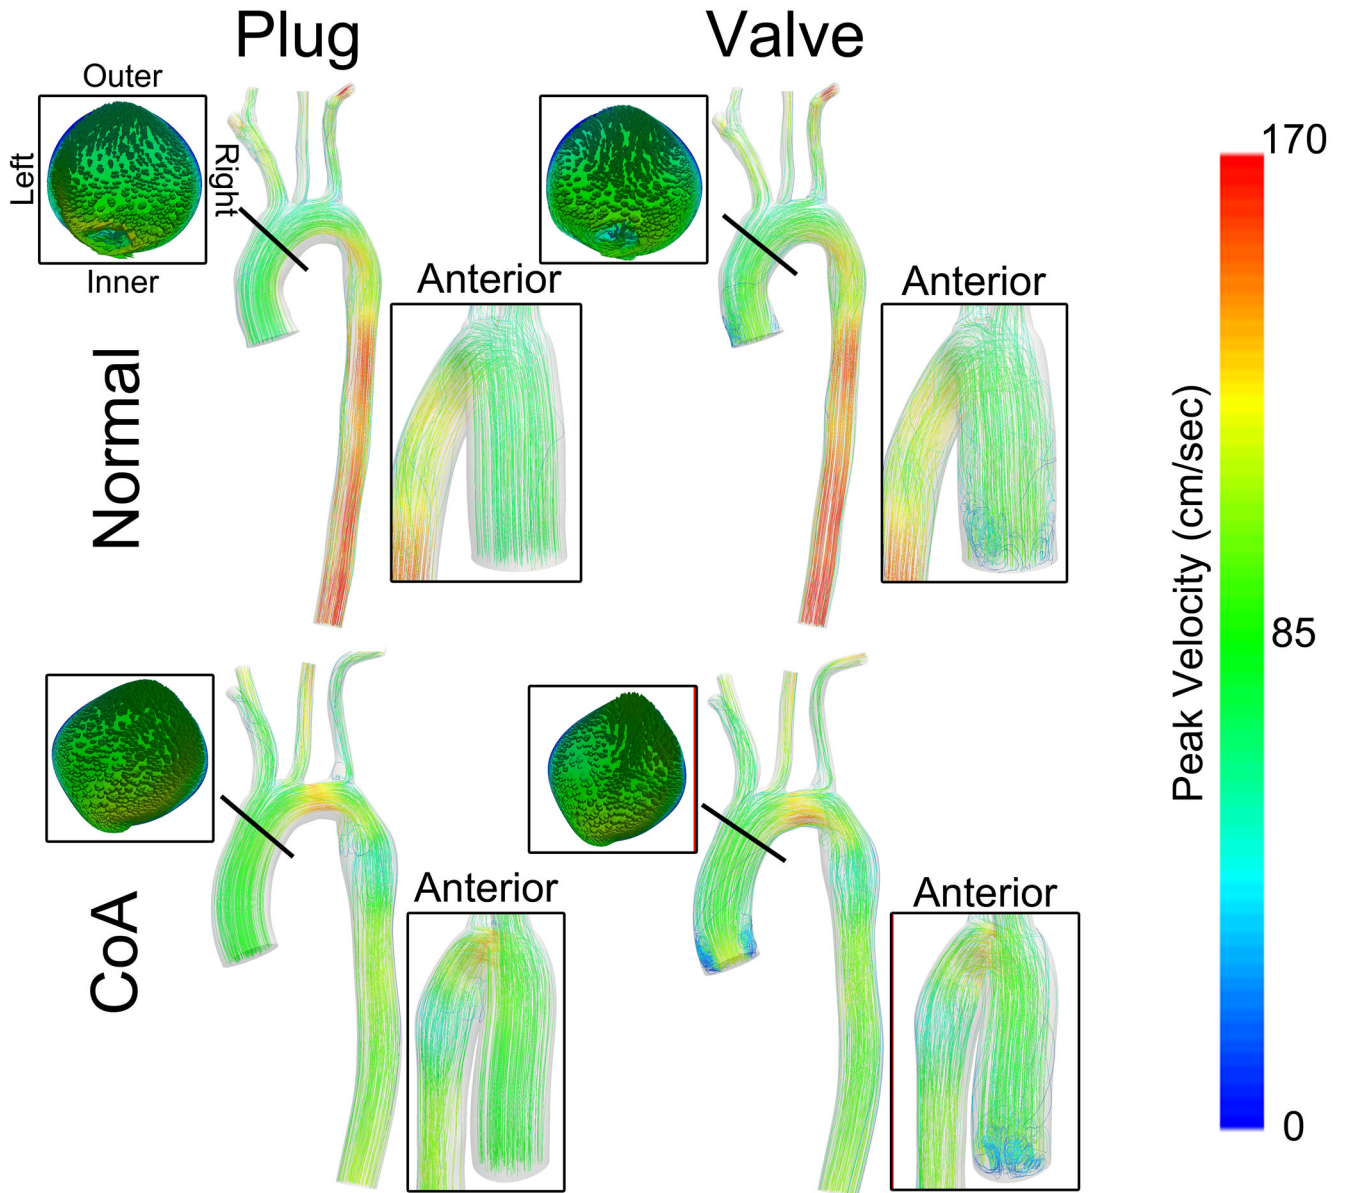 Plug
Valve
Outer
Left
Right
Inner
Anterior
Anterior
Normal
170
85
0
Peak Velocity (cm/sec)
CoA
Anterior
Anterior